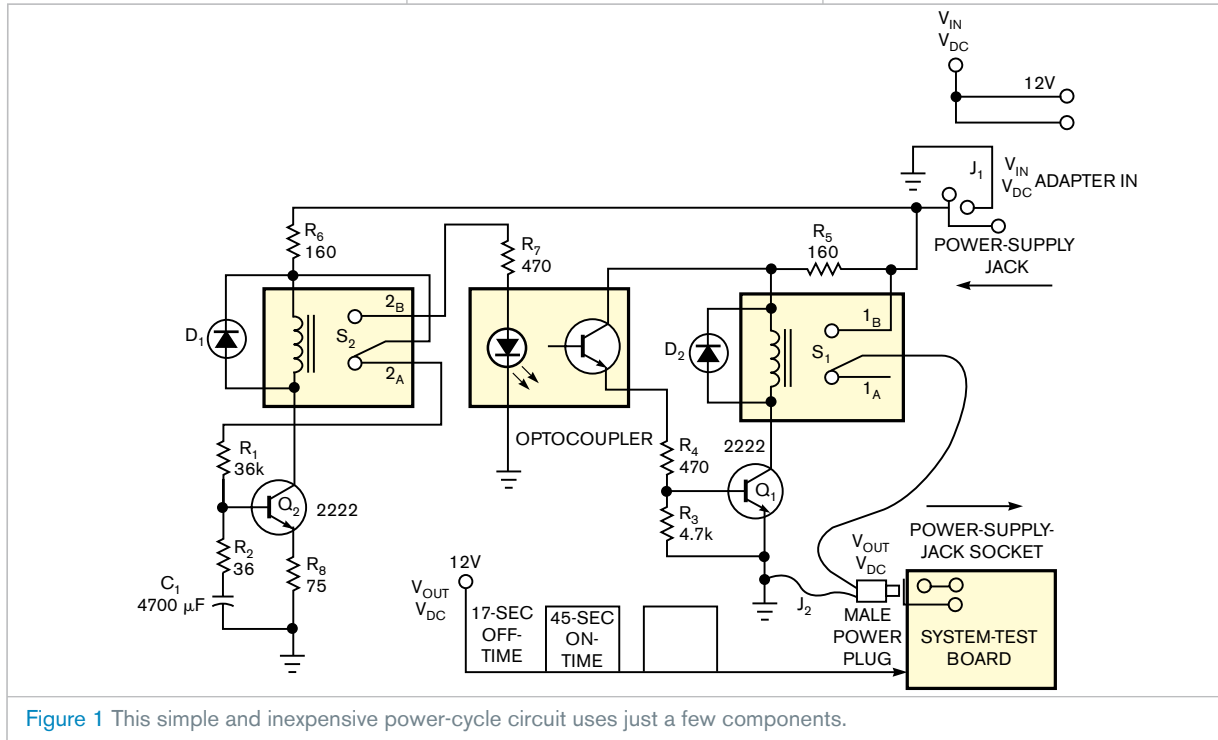 V_IN
V_DC
12V
J_1
V_IN
V_DC ADAPTER IN
POWER-SUPPLY
JACK
R_6
160
R_7
470
R_5
160
2_B
S_2
2_A
D_1
D_2
1_B
S_1
1_A
OPTOCOUPLER
R_1
36k
Q_2
2222
R_4
470
2222
Q_1
R_3
4.7k
R_2
36
R_8
75
C_1
4700 μF
POWER-SUPPLY-
JACK SOCKET
V_OUT
V_DC
12V
V_OUT
V_DC
17-SEC
OFF-
TIME
45-SEC
ON-
TIME
J_2
MALE
POWER
PLUG
SYSTEM-TEST
BOARD
Figure 1 This simple and inexpensive power-cycle circuit uses just a few components.